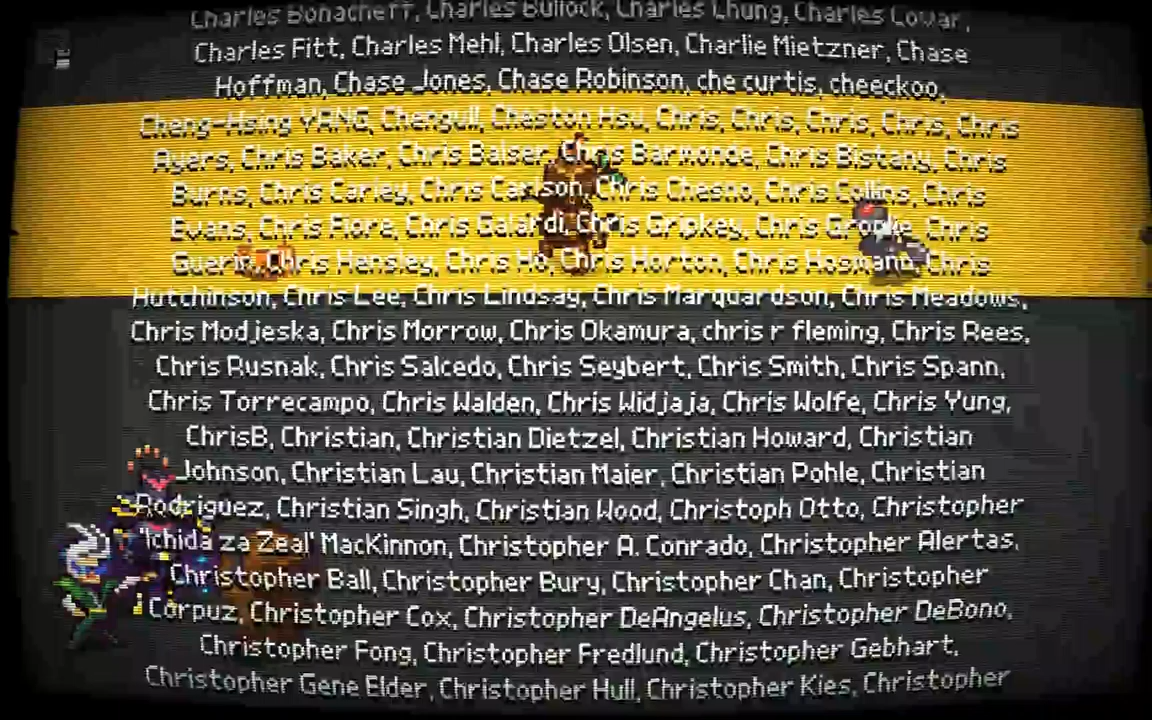 Charles Bonacheff, Charles Bullock, Charles Chung, Charles Covar,
Charles Fitt, Charles Mehl, Charles Olsen, Charlie Mietzner, Chase
Hoffman, Chase Jones, Chase Robinson, che curtis, cheeckoo,
Cheng-Hsing YANG, Chengull, Cheston Hsu, Chris, Chris, Chris, Chris, Chris
Ayers, Chris Baker, Chris Balser, Chris Barmonde, Chris Bistany, Chris
Burns, Chris Carley, Chris Carlson, Chris Chesno, Chris Collins, Chris
Evans, Chris Fiore, Chris Galardi, Chris Gripkey, Chris Gropke, Chris
Guerin, Chris Hensley, Chris Ho, Chris Horton, Chris Hosmann, Chris
Hutchinson, Chris Lee, Chris Lindsay, Chris Marquardson, Chris Meadows,
Chris Modjeska, Chris Morrow, Chris Okamura, chris r fleming, Chris Rees,
Chris Rusnak, Chris Salcedo, Chris Seybert, Chris Smith, Chris Spann,
Chris Torrecampo, Chris Walden, Chris Widjaja, Chris Wolfe, Chris Yung,
ChrisB, Christian, Christian Dietzel, Christian Howard, Christian
Johnson, Christian Lau, Christian Maier, Christian Pohle, Christian
Rodriguez, Christian Singh, Christian Wood, Christoph Otto, Christopher
'Ichida za Zeal' MacKinnon, Christopher A. Conrado, Christopher Alertas,
Christopher Ball, Christopher Bury, Christopher Chan, Christopher
Corpuz, Christopher Cox, Christopher DeAngelus, Christopher DeBono,
Christopher Fong, Christopher Fredlund, Christopher Gebhart,
Christopher Gene Elder, Christopher Hull, Christopher Kies, Christopher